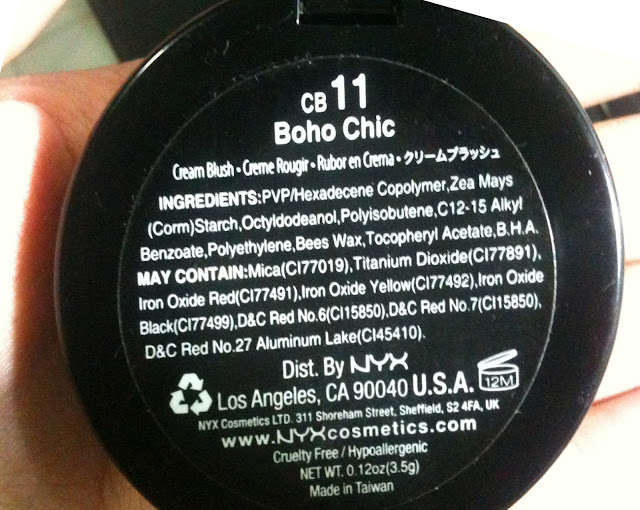 CB 11
Boho Chic
Cream Blush • Creme Rougir • Rubor en Crema • クリームブラッシュ
INGREDIENTS:PVP/Hexadecene Copolymer,Zea Mays
(Corm)Starch,Octyldodeanol,Polyisobutene,C12-15 Alkyl
Benzoate,Polyethylene,Bees Wax,Tocopheryl Acetate,B.H.A.
MAY CONTAIN:Mica(CI77019),Titanium Dioxide(CI77891),
Iron Oxide Red(CI77491),Iron Oxide Yellow(CI77492),Iron Oxide
Black(CI77499),D&C Red No.6(CI15850),D&C Red No.7(CI15850),
D&C Red No.27 Aluminum Lake(CI45410).
Dist. By NYX
Los Angeles, CA 90040 U.S.A.
12M
NYX Cosmetics LTD. 311 Shoreham Street, Sheffield, S2 4FA, UK
www.NYXcosmetics.com
Cruelty Free / Hypoallergenic
NET WT. 0.12oz(3.5g)
Made in Taiwan